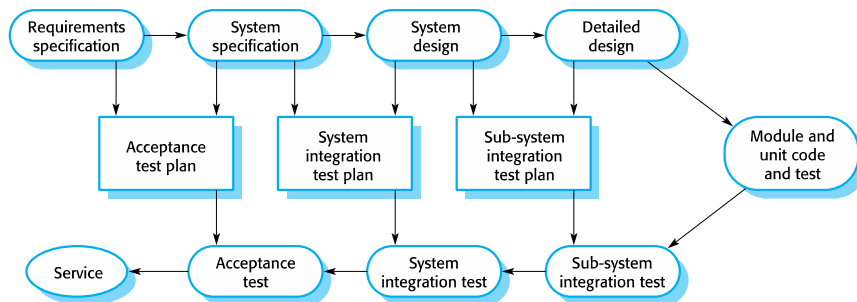 Requirements
specification
System
specification
System
design
Detailed
design
Acceptance
test plan
System
integration
test plan
Sub-system
integration
test plan
Module and
unit code
and test
Service
Acceptance
test
System
integration test
Sub-system
integration test